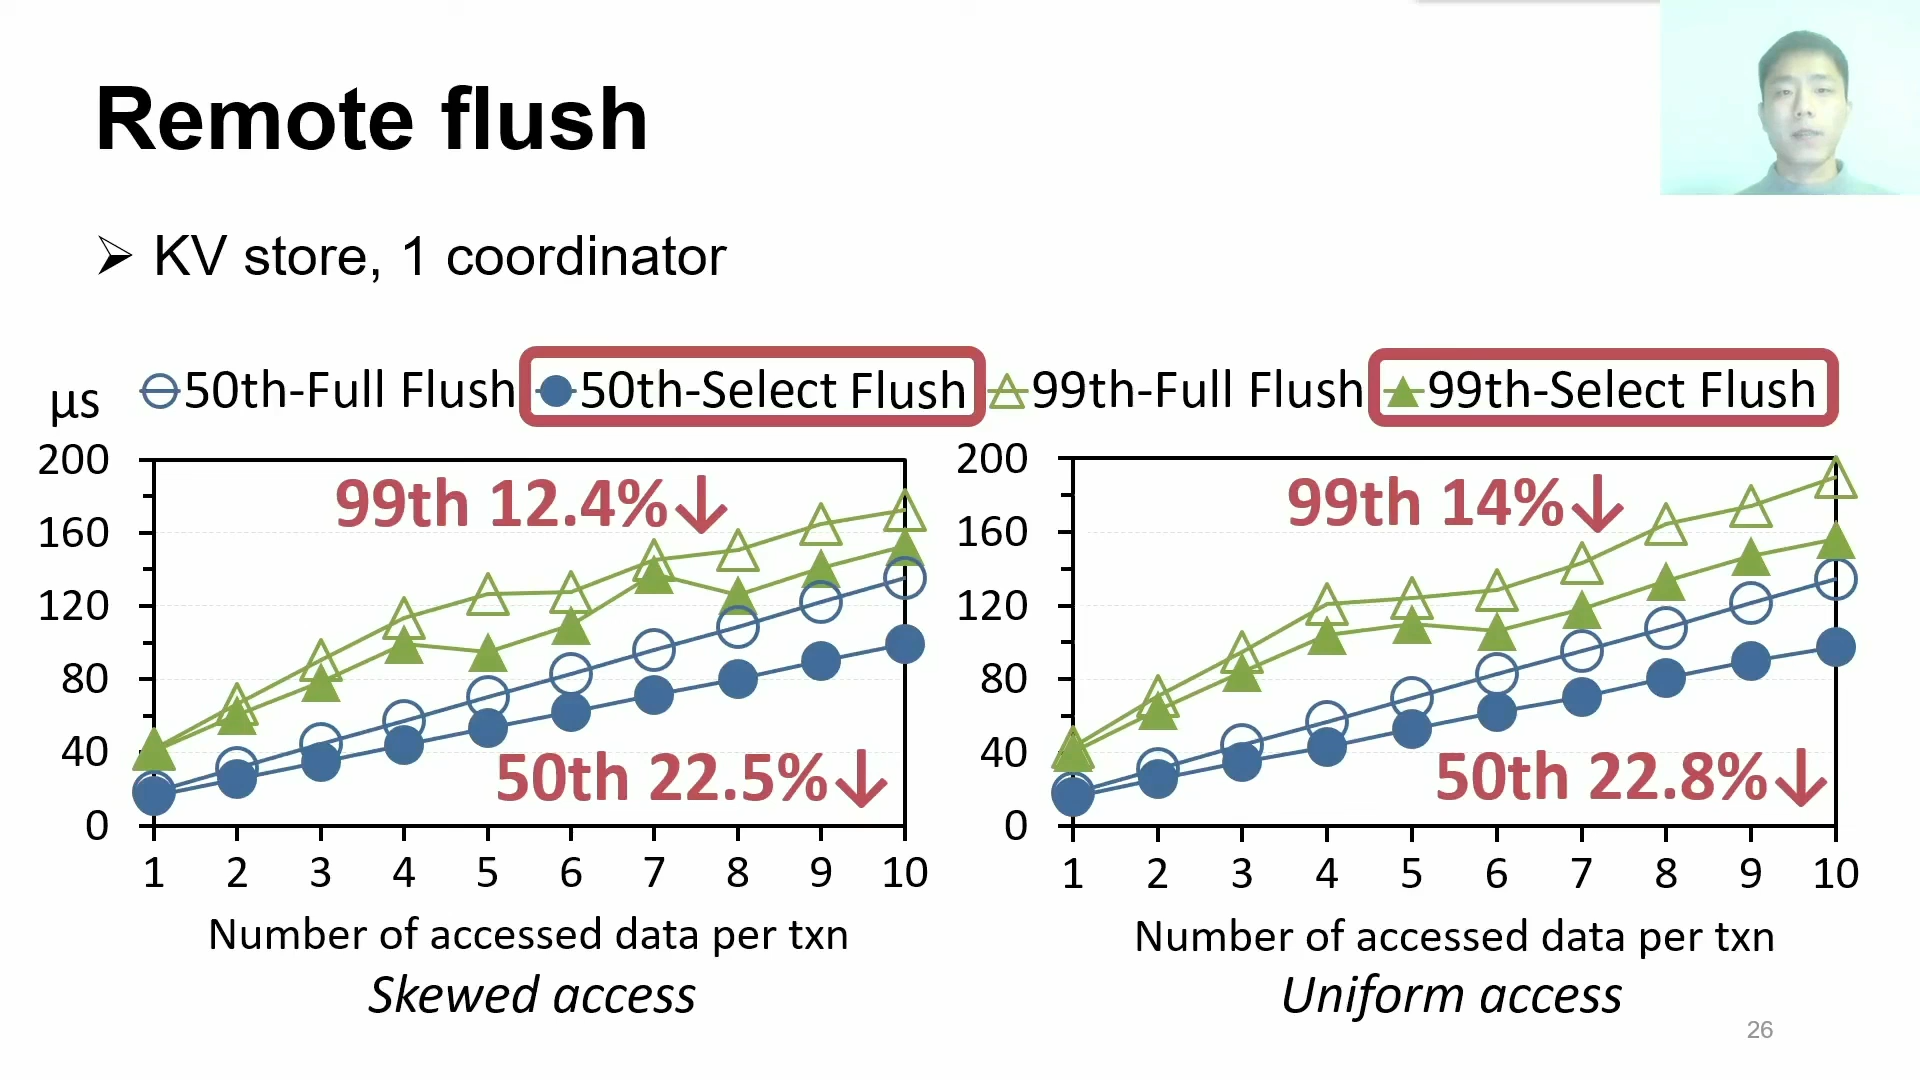 Remote flush
➢ KV store, 1 coordinator
µs
50th-Full Flush 50th-Select Flush 99th-Full Flush 99th-Select Flush
200
160
120
80
40
0
99th 12.4%↓
50th 22.5%↓
1 2 3 4 5 6 7 8 9 10
Number of accessed data per txn
Skewed access
200
160
120
80
40
0
99th 14%↓
50th 22.8%↓
1 2 3 4 5 6 7 8 9 10
Number of accessed data per txn
Uniform access
26